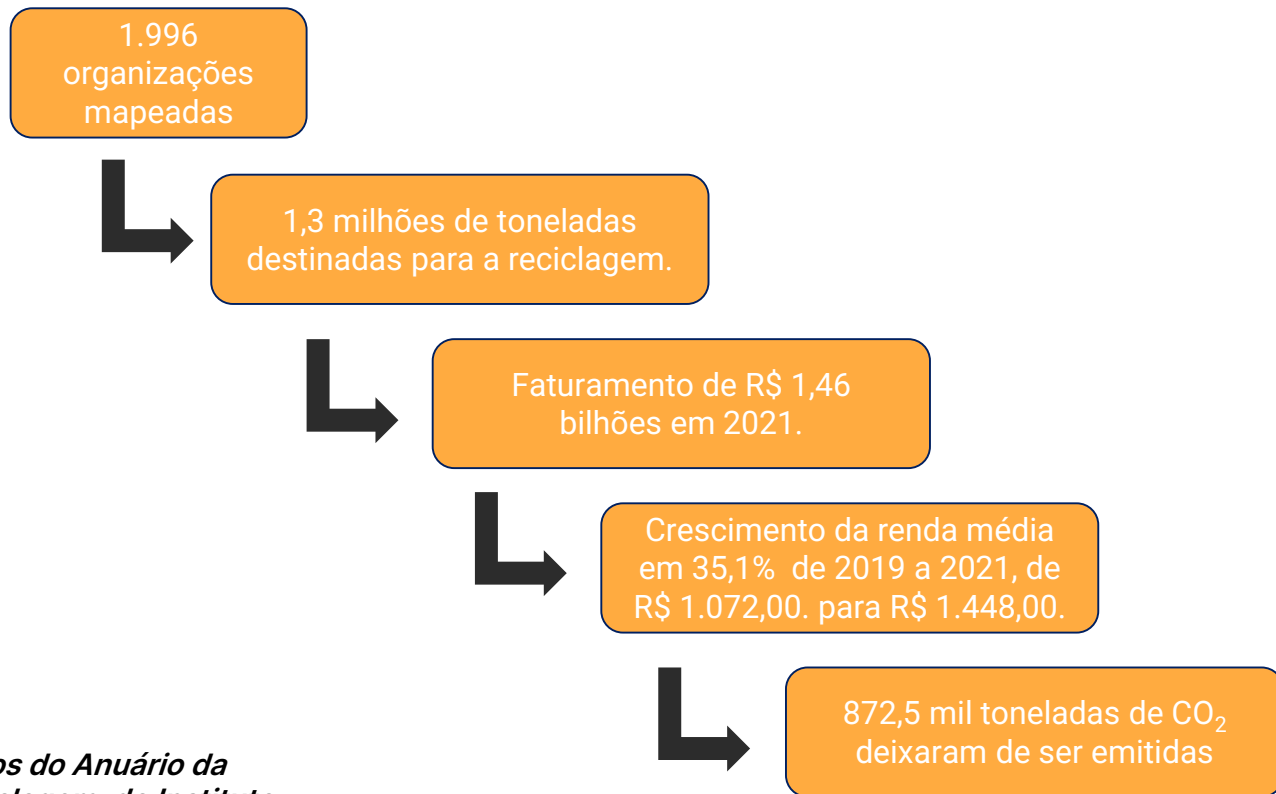 1.996
organizações
mapeadas
1,3 milhões de toneladas
destinadas para a reciclagem.
Faturamento de R$ 1,46
bilhões em 2021.
Crescimento da renda média
em 35,1%  de 2019 a 2021, de
R$ 1.072,00. para R$ 1.448,00.
872,5 mil toneladas de CO₂
deixaram de ser emitidas
do Anuário da
do Instituto